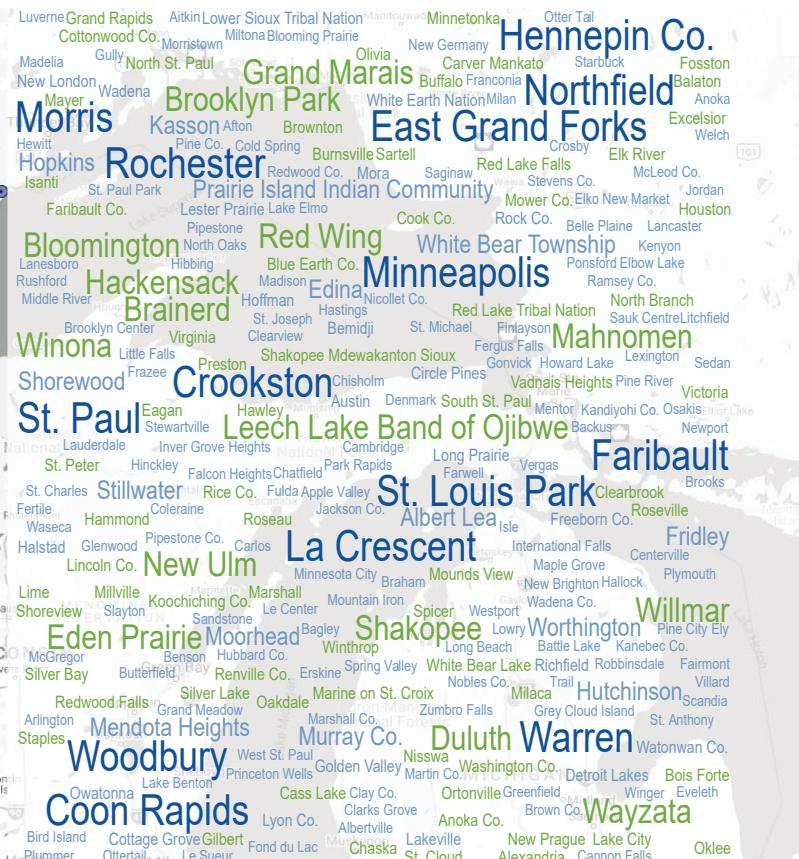 Luverne Grand Rapids Aitkin Lower Sioux Tribal Nation Minnetonka Otter Tail
Cottonwood Co. Morristown Miltona Blooming Prairie New Germany Hennepin Co.
Madelia Gully North St. Paul Olivia Carver Mankato Starbuck Fosston
New London Wadena Grand Marais Buffalo Franconia Northfield Balaton
Mayer Brooklyn Park White Earth Nation Milan Anoka
Morris Kasson Afton Brownton East Grand Forks Excelsior
Welch
Hewitt Pine Co. Cold Spring Crosby
Hopkins Rochester Burnsville Sartell Red Lake Falls Elk River
Isanti Redwood Co. Mora Saginaw Stevens Co. McLeod Co.
St. Paul Park Prairie Island Indian Community Jordan
Faribault Co. Lester Prairie Lake Elmo Cook Co. Mower Co. Elko New Market Houston
Rock Co.
Pipestone Belle Plaine Lancaster
Bloomington North Oaks Red Wing White Bear Township Kenyon
Lanesboro Hibbing Blue Earth Co. Minneapolis Ponsford Elbow Lake
Rushford Hackensack Madison Edina Ramsey Co.
Middle River Hoffman Nicollet Co. North Branch
Brainerd Hastings Red Lake Tribal Nation
St. Joseph Sauk Centre Litchfield
Brooklyn Center Bemidji St. Michael Finlayson
Winona Virginia Clearview Fergus Falls Mahnomen
Little Falls Shakopee Mdewakanton Sioux Lexington
Preston Gonvick Howard Lake Sedan
Frazee Circle Pines
Shorewood Crookston Chisholm Vadnais Heights Pine River
Austin Denmark South St. Paul Victoria
St. Paul Eagan Hawley Mentor Kandiyohi Co. Osakis
Stewartville Leech Lake Band of Ojibwe Backus Newport
Lauderdale Inver Grove Heights Cambridge
Long Prairie Faribault
St. Peter Hinckley Park Rapids Vergas
Falcon Heights Chatfield Farwell
Brooks
St. Charles Stillwater Rice Co. Fulda Apple Valley St. Louis Park Clearbrook
Fertile Coleraine Jackson Co. Roseville
Hammond Roseau Albert Lea Freeborn Co.
Waseca Isle
Pipestone Co. Fridley
Halstad Glenwood Carlos La Crescent International Falls
Centerville
Lincoln Co. New Ulm Maple Grove
Minnesota City Mounds View Plymouth
Braham New Brighton Hallock
Lime Millville Marshall
Koochiching Co. Mountain Iron Wadena Co.
Shoreview Slayton Le Center Spicer Westport Willmar
Sandstone
Eden Prairie Moorhead Bagley Shakopee Lowry Worthington Pine City Ely
Winthrop Long Beach Battle Lake Kanebec Co.
McGregor Benson Hubbard Co.
Spring Valley White Bear Lake Richfield Robbinsdale Fairmont
Silver Bay Butterfield Renville Co. Erskine
Nobles Co. Trail Villard
Silver Lake Marine on St. Croix Milaca Hutchinson
Redwood Falls Oakdale Scandia
Grand Meadow Zumbro Falls Grey Cloud Island
Arlington Marshall Co. St. Anthony
Mendota Heights Murray Co. Duluth Warren
Staples Watonwan Co.
Woodbury West St. Paul Nisswa
Golden Valley Washington Co.
Princeton Wells Martin Co. Detroit Lakes Bois Forte
Lake Benton
Owatonna Cass Lake Clay Co. Ortonville Greenfield Winger Eveleth
Coon Rapids Clarks Grove Brown Co. Wayzata
Lyon Co. Anoka Co.
Albertville
Bird Island Cottage Grove Gilbert Lakeville New Prague Lake City
Fond du Lac Chaska Oklee
Plummer Ottertail Le Sueur St. Cloud Alexandria Cannon Falls